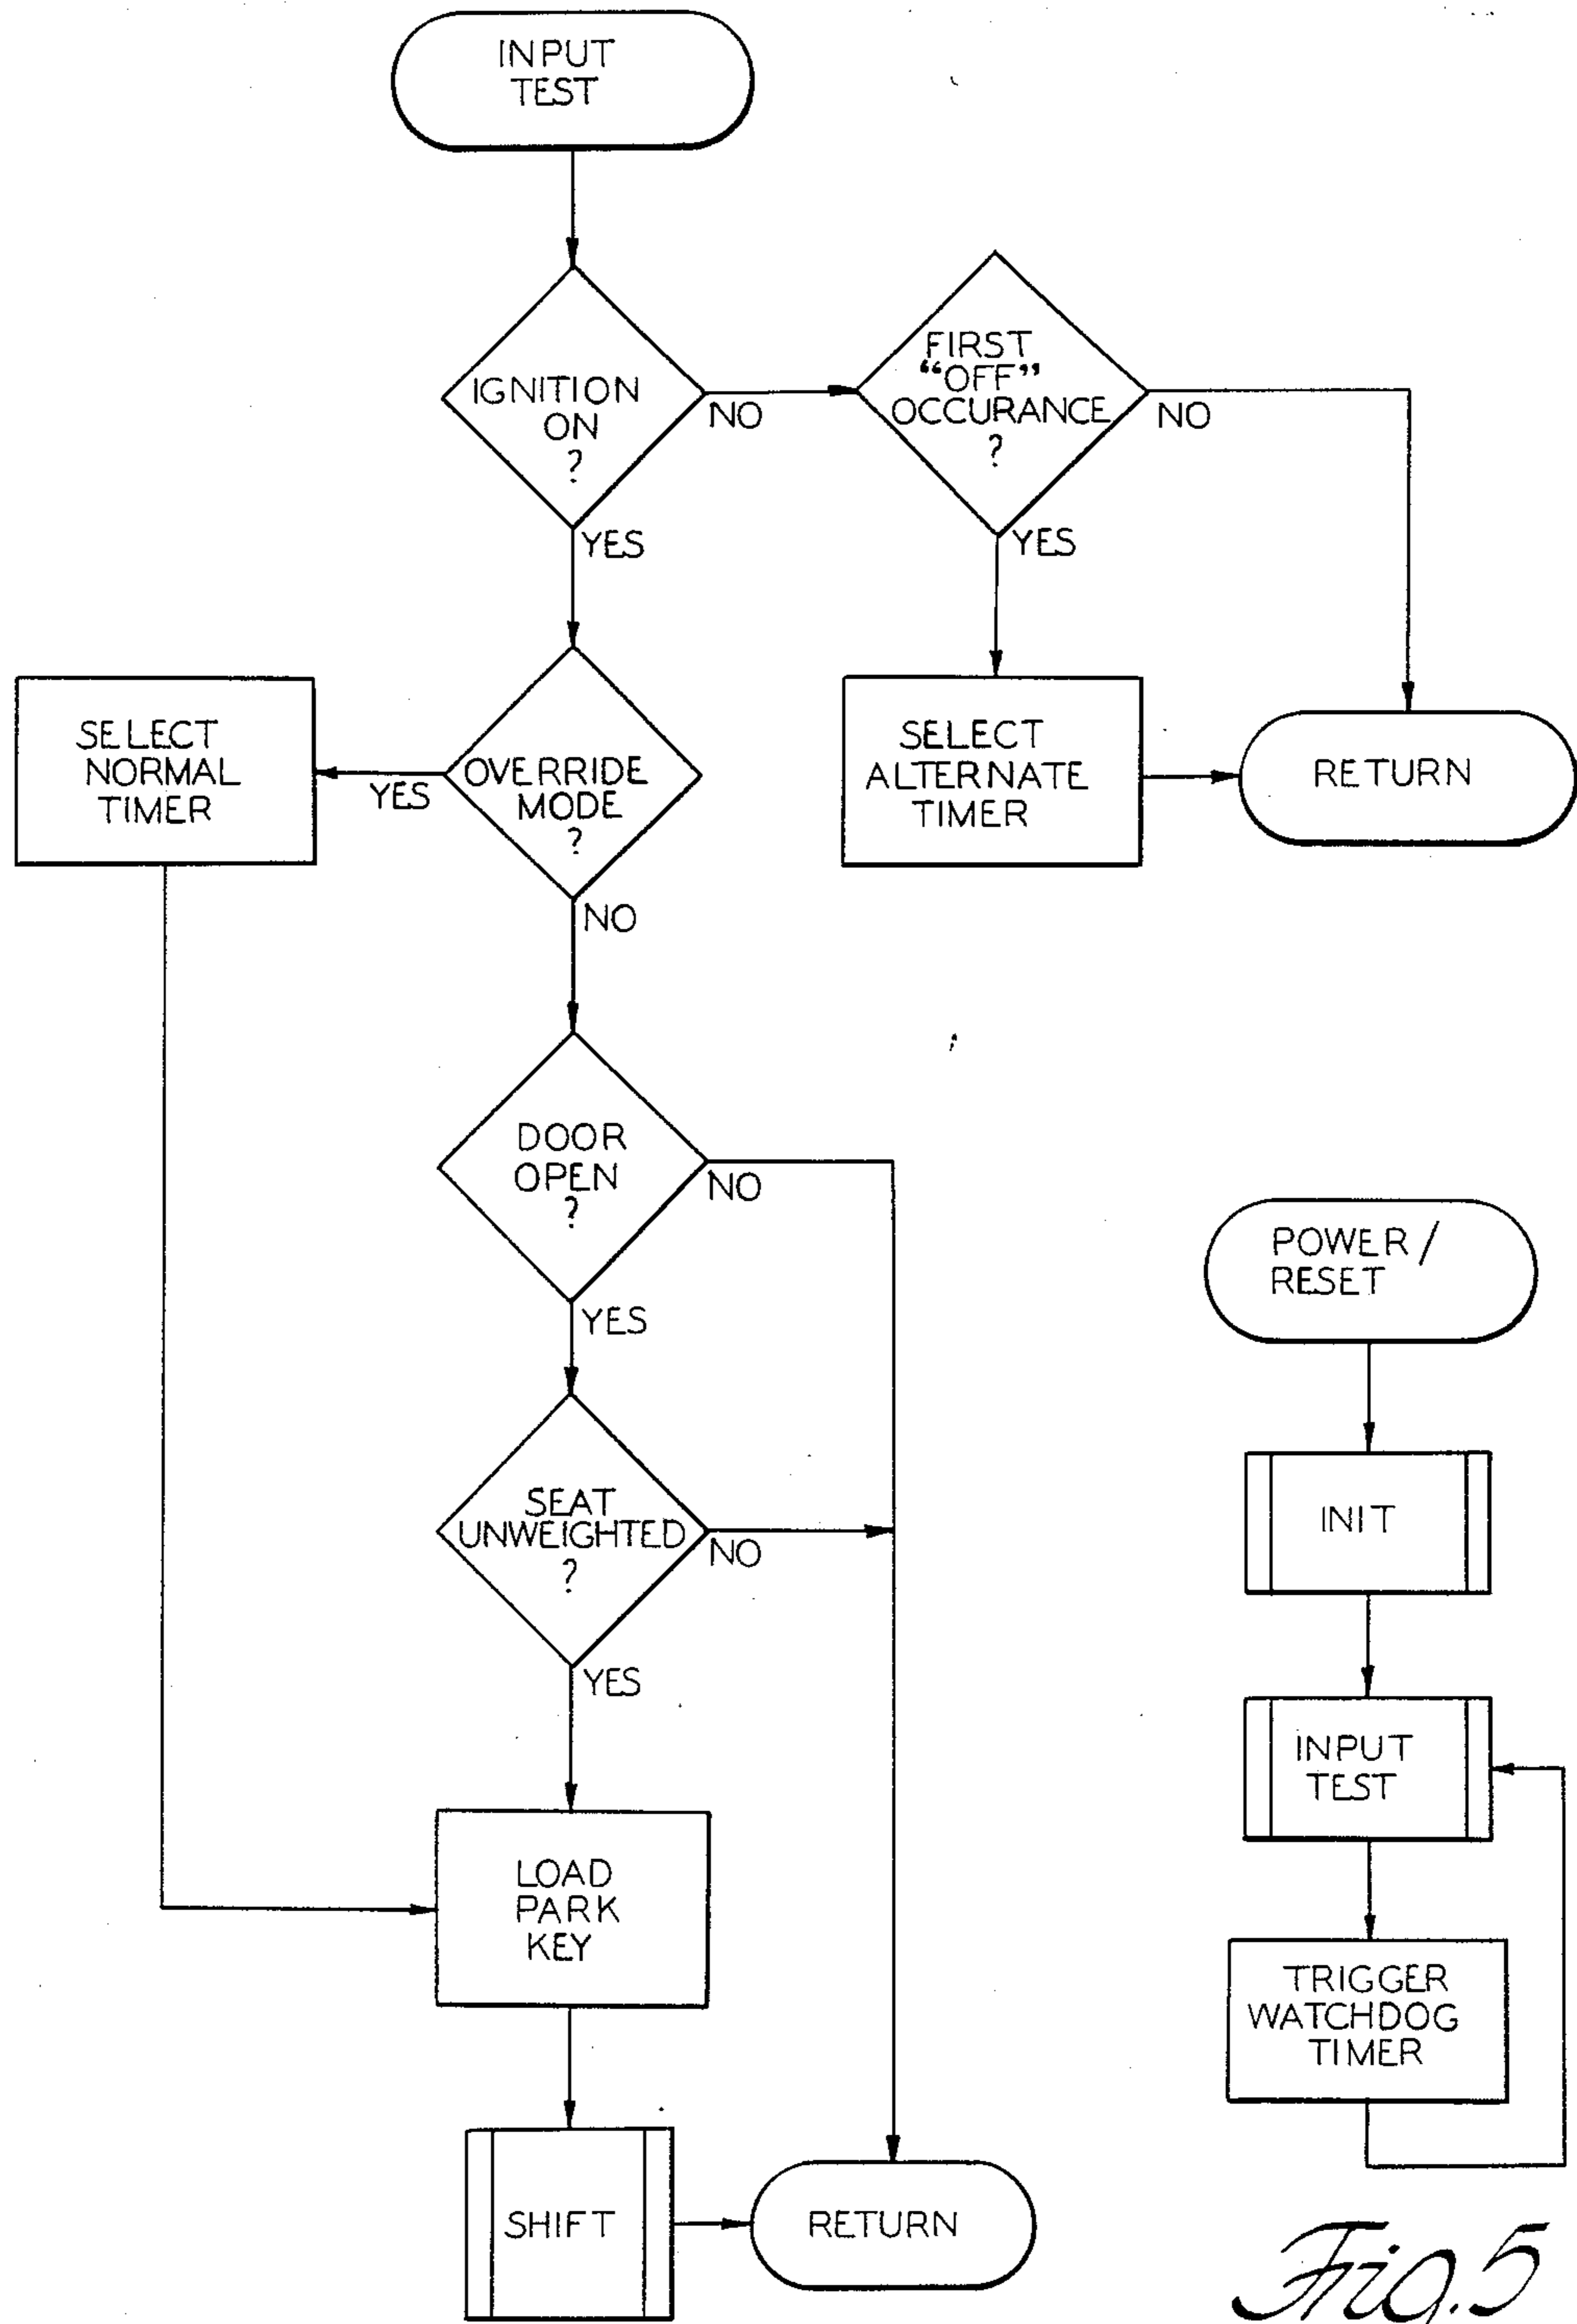 INPUT
TEST
IGNITION
ON
?
NO
YES
FIRST
“OFF”
OCCURANCE
?
NO
YES
SELECT
NORMAL
TIMER
YES
OVERRIDE
MODE
?
NO
SELECT
ALTERNATE
TIMER
RETURN
DOOR
OPEN
?
NO
YES
SEAT
UNWEIGHTED
?
NO
YES
LOAD
PARK
KEY
SHIFT
RETURN
POWER /
RESET
INIT
INPUT
TEST
TRIGGER
WATCHDOG
TIMER
Fig. 5